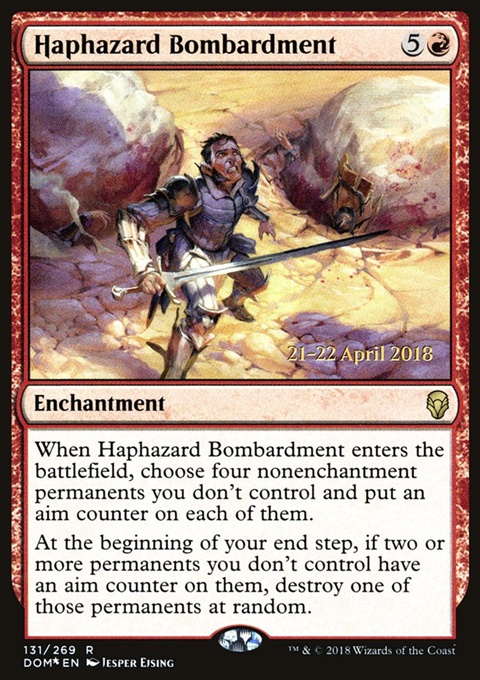 Haphazard Bombardment 5
21-22 April 2018
Enchantment
When Haphazard Bombardment enters the
battlefield, choose four nonenchantment
permanents you don't control and put an
aim counter on each of them.
At the beginning of your end step, if two or
more permanents you don't control have
an aim counter on them, destroy one of
those permanents at random.
131/269 R
DOM★EN Jesper Eising
™ & © 2018 Wizards of the Coast